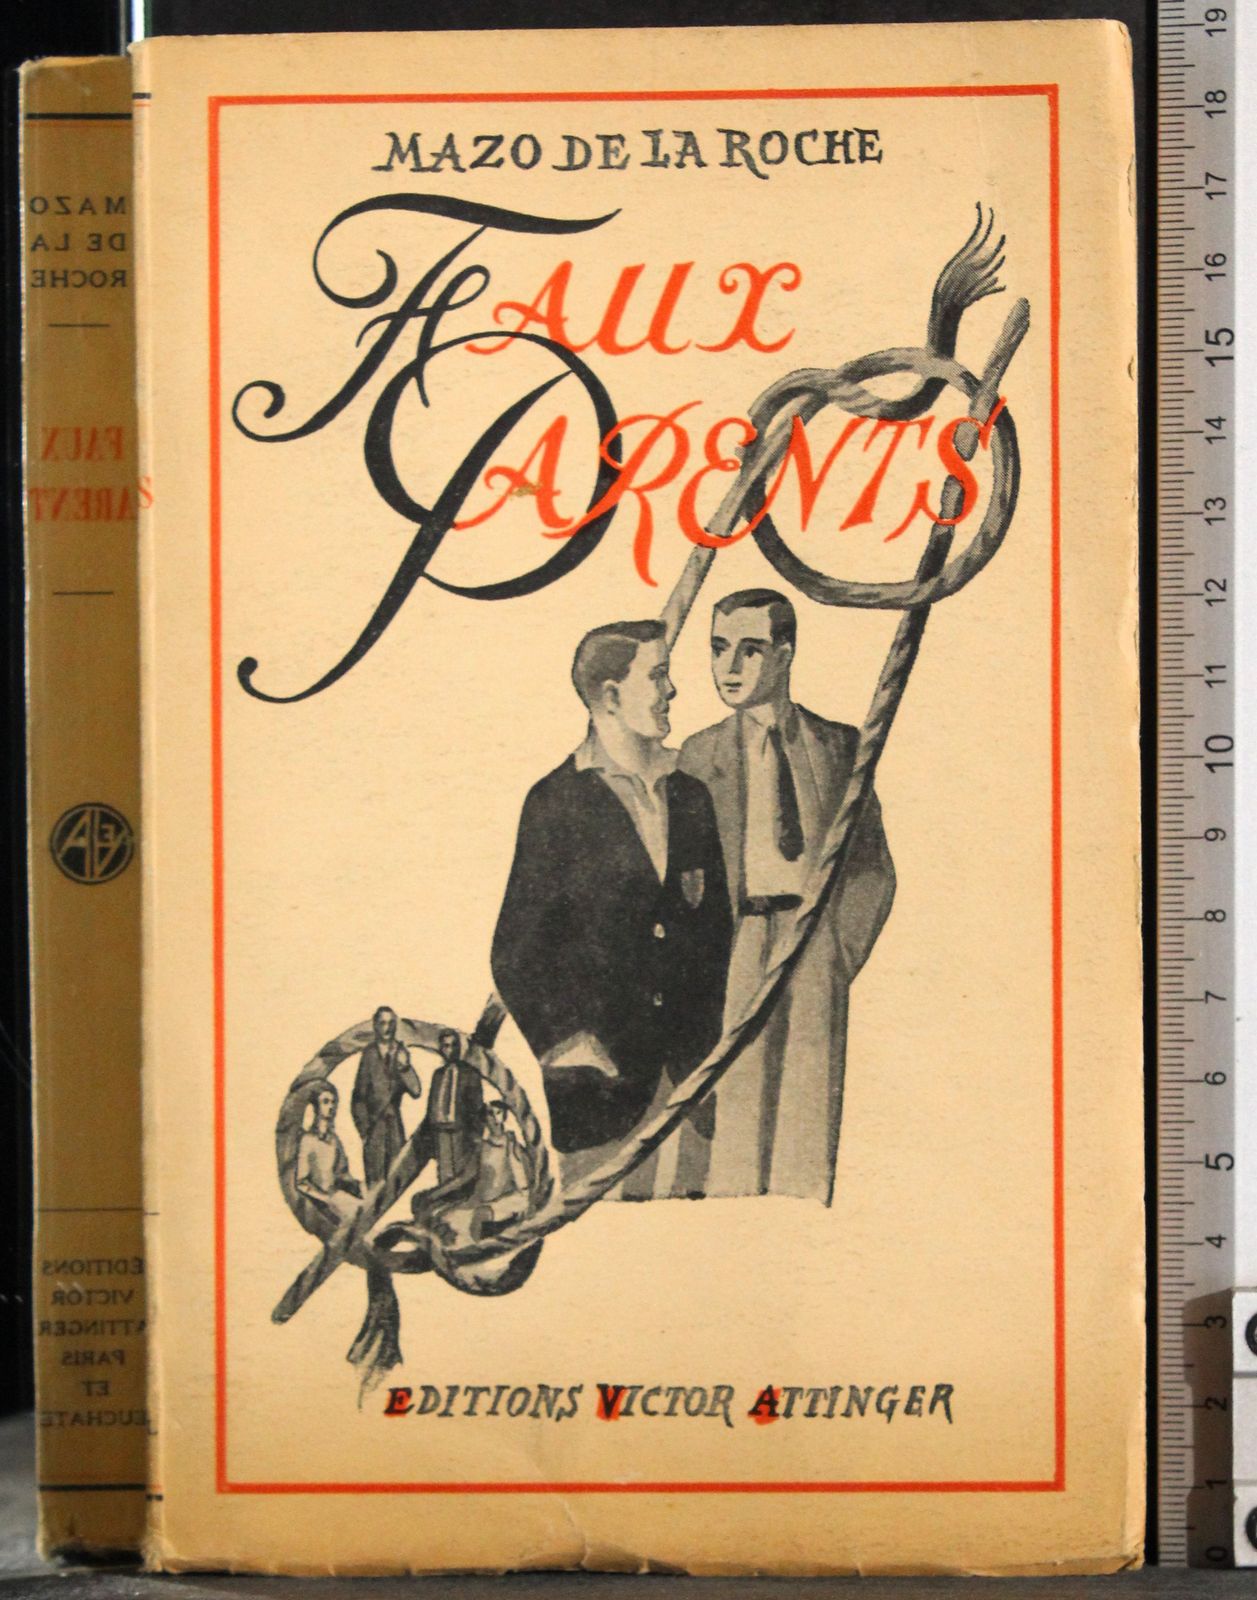 MAZO DE LA ROCHE
FAUX
PARENTS
EDITIONS VICTOR ATTINGER
MAZO
DE LA
ROCHE
FAUX
PARENTS
EDITIONS
VICTOR
ATTINGER
PARIS
ET
19
18
17
16
15
14
13
12
11
10
9
8
7
6
5
4
3
2
1
0